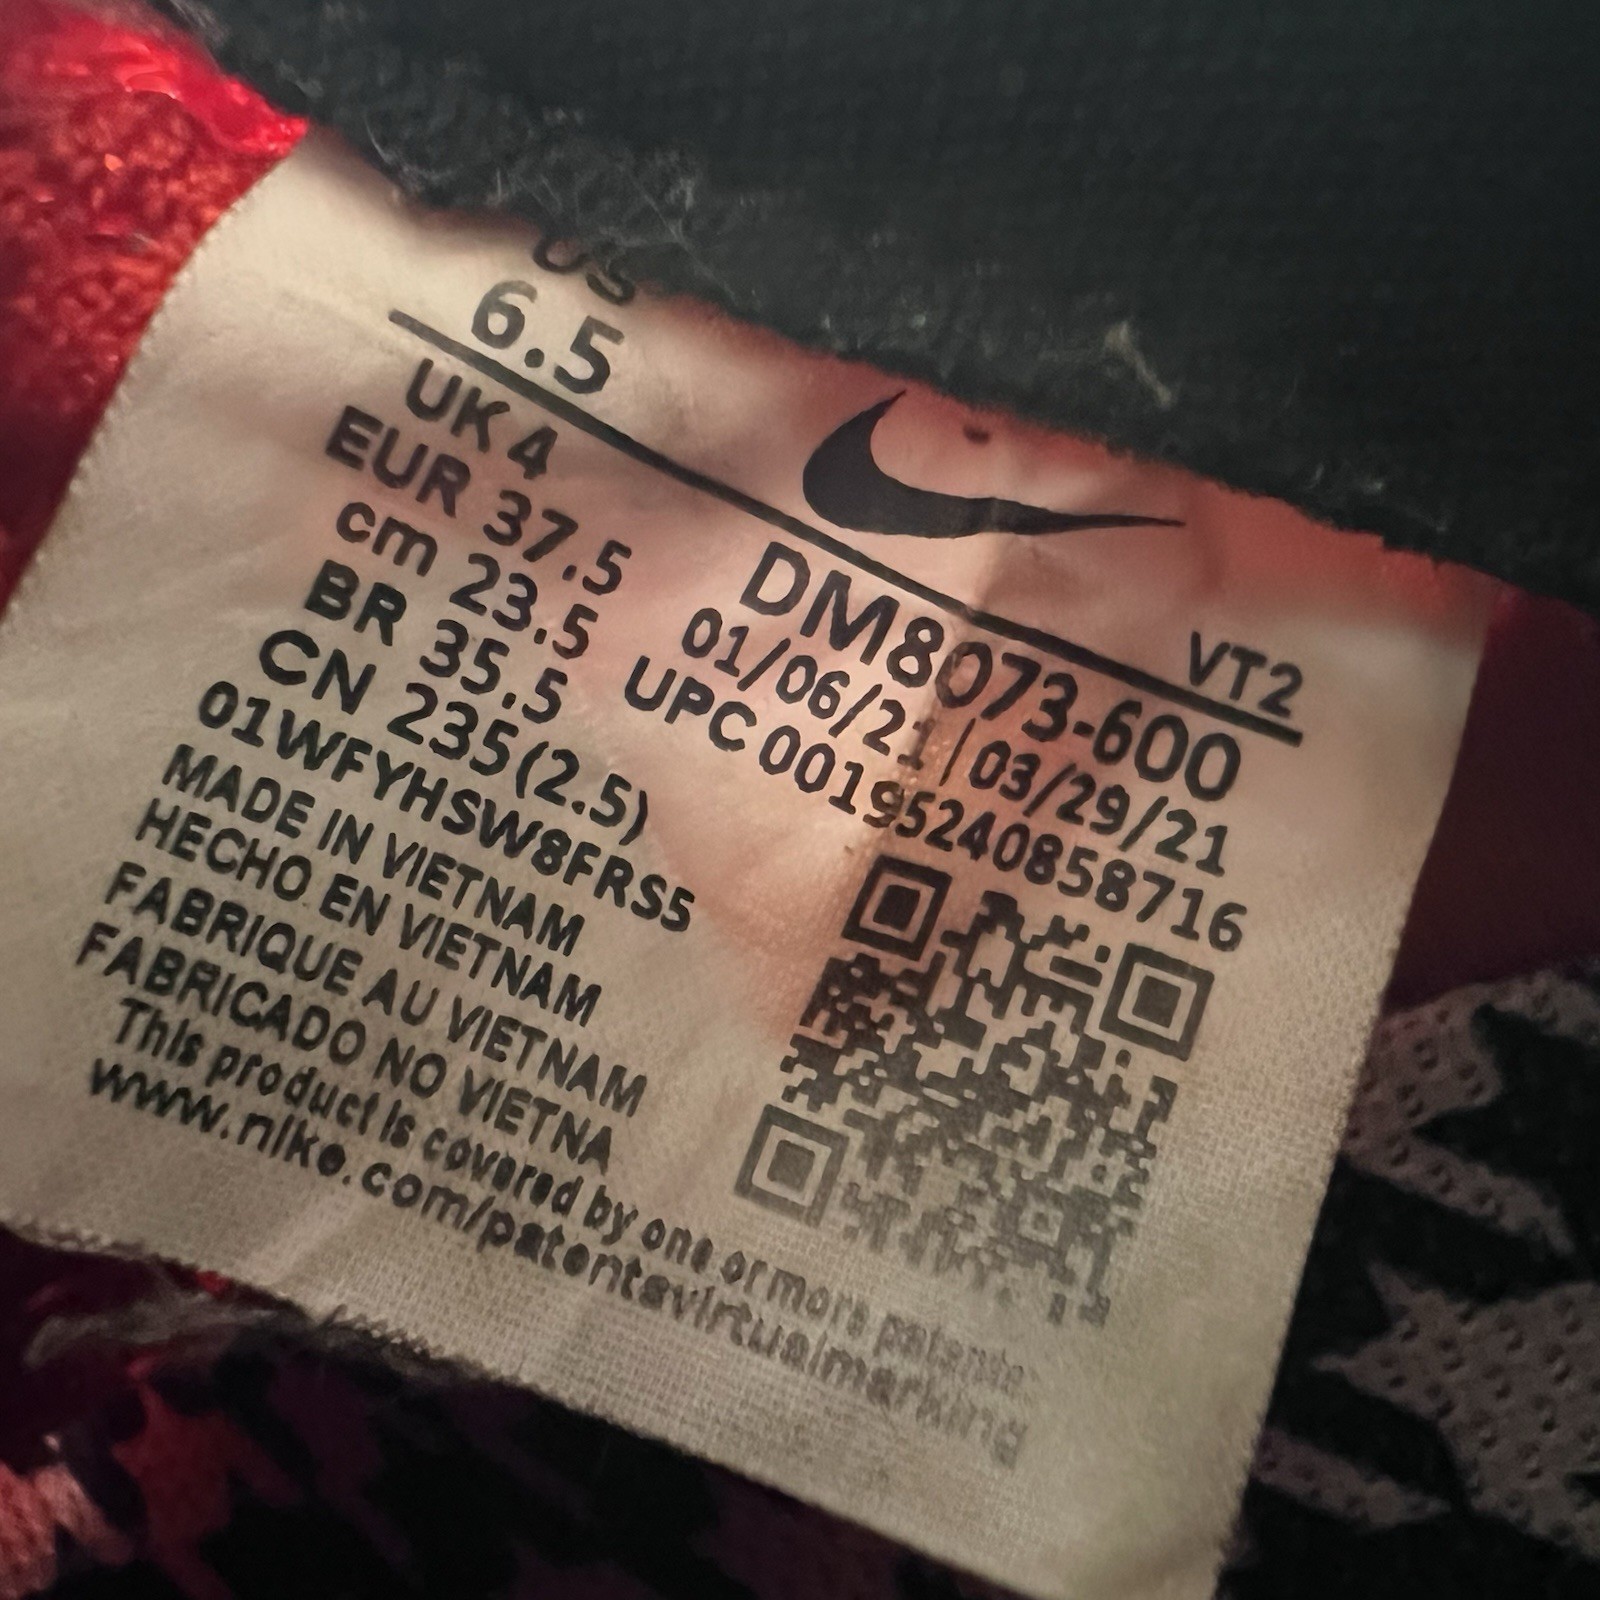 US
6.5
UK 4
EUR 37.5
cm 23.5
BR 35.5
CN 235(2.5)
01WFYHSW8FRS5
MADE IN VIETNAM
HECHO EN VIETNAM
FABRIQUE AU VIETNAM
FABRICADO NO VIETNA
This product is covered by one or more patents.
www.nike.com/patentsvirtualmarking
VT2
DM8073-600
01/06/21 | 03/29/21
UPC 00195240858716